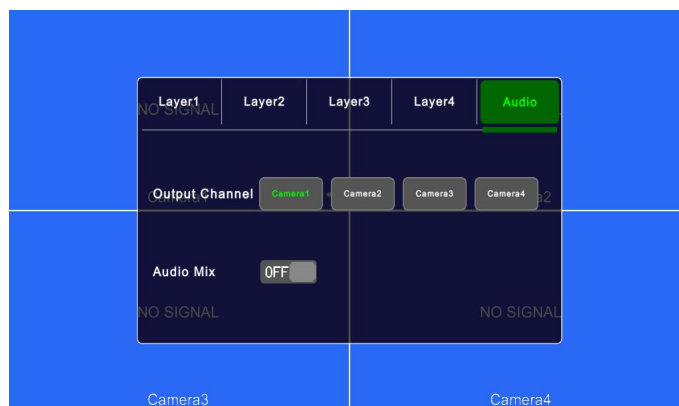 Layer1 Layer2 Layer3 Layer4 Audio
NO SIGNAL
Output Channel Camera1 Camera2 Camera3 Camera4
Camera1
Audio Mix OFF
NO SIGNAL NO SIGNAL
Camera3 Camera4